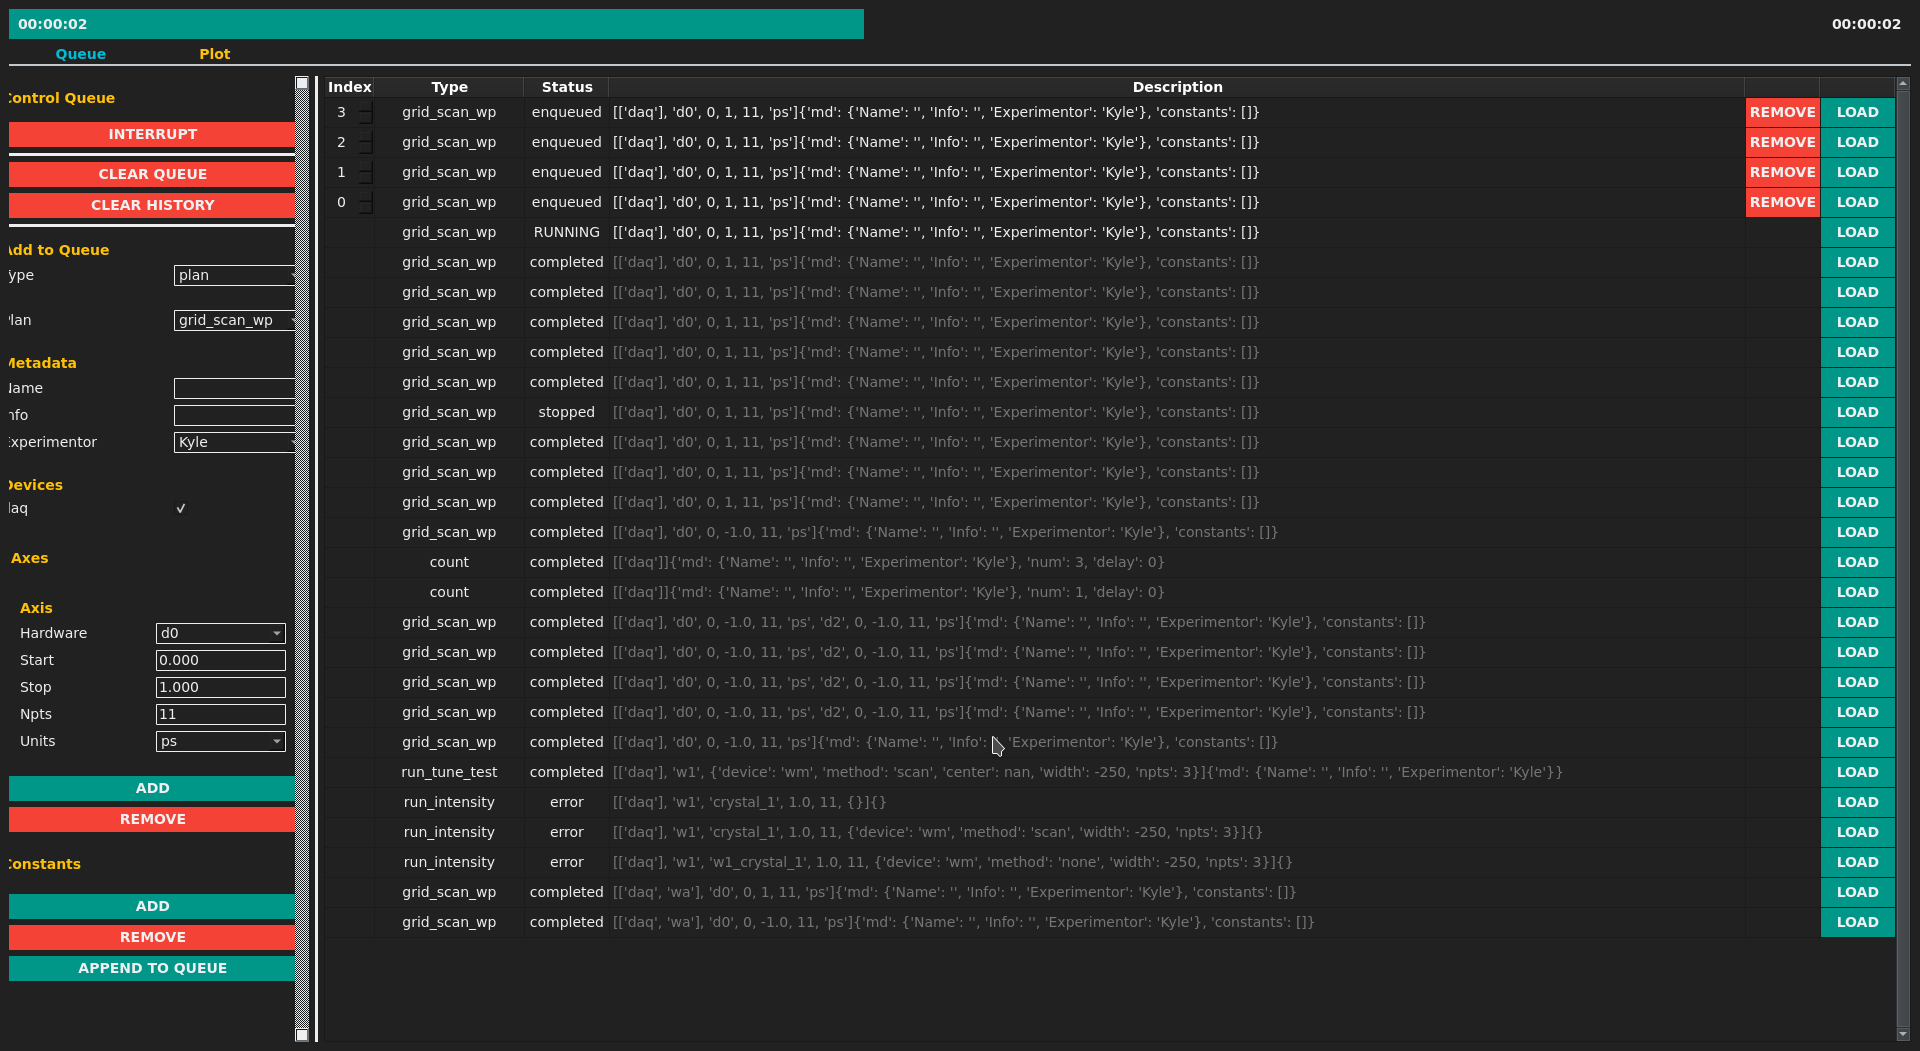 00:00:02 00:00:02
Queue Plot
Control Queue
INTERRUPT
CLEAR QUEUE
CLEAR HISTORY
Add to Queue
Type plan
Plan grid_scan_wp
Metadata
Name
Info
Experimentor Kyle
Devices
daq ✓
Axes
Axis
Hardware d0
Start 0.000
Stop 1.000
Npts 11
Units ps
ADD
REMOVE
Constants
ADD
REMOVE
APPEND TO QUEUE
Index Type Status Description
3 grid_scan_wp enqueued [['daq'], 'd0', 0, 1, 11, 'ps']{'md': {'Name': '', 'Info': '', 'Experimentor': 'Kyle'}, 'constants': []} REMOVE LOAD
2 grid_scan_wp enqueued [['daq'], 'd0', 0, 1, 11, 'ps']{'md': {'Name': '', 'Info': '', 'Experimentor': 'Kyle'}, 'constants': []} REMOVE LOAD
1 grid_scan_wp enqueued [['daq'], 'd0', 0, 1, 11, 'ps']{'md': {'Name': '', 'Info': '', 'Experimentor': 'Kyle'}, 'constants': []} REMOVE LOAD
0 grid_scan_wp enqueued [['daq'], 'd0', 0, 1, 11, 'ps']{'md': {'Name': '', 'Info': '', 'Experimentor': 'Kyle'}, 'constants': []} REMOVE LOAD
grid_scan_wp RUNNING [['daq'], 'd0', 0, 1, 11, 'ps']{'md': {'Name': '', 'Info': '', 'Experimentor': 'Kyle'}, 'constants': []} LOAD
grid_scan_wp completed [['daq'], 'd0', 0, 1, 11, 'ps']{'md': {'Name': '', 'Info': '', 'Experimentor': 'Kyle'}, 'constants': []} LOAD
grid_scan_wp completed [['daq'], 'd0', 0, 1, 11, 'ps']{'md': {'Name': '', 'Info': '', 'Experimentor': 'Kyle'}, 'constants': []} LOAD
grid_scan_wp completed [['daq'], 'd0', 0, 1, 11, 'ps']{'md': {'Name': '', 'Info': '', 'Experimentor': 'Kyle'}, 'constants': []} LOAD
grid_scan_wp completed [['daq'], 'd0', 0, 1, 11, 'ps']{'md': {'Name': '', 'Info': '', 'Experimentor': 'Kyle'}, 'constants': []} LOAD
grid_scan_wp completed [['daq'], 'd0', 0, 1, 11, 'ps']{'md': {'Name': '', 'Info': '', 'Experimentor': 'Kyle'}, 'constants': []} LOAD
grid_scan_wp stopped [['daq'], 'd0', 0, 1, 11, 'ps']{'md': {'Name': '', 'Info': '', 'Experimentor': 'Kyle'}, 'constants': []} LOAD
grid_scan_wp completed [['daq'], 'd0', 0, 1, 11, 'ps']{'md': {'Name': '', 'Info': '', 'Experimentor': 'Kyle'}, 'constants': []} LOAD
grid_scan_wp completed [['daq'], 'd0', 0, 1, 11, 'ps']{'md': {'Name': '', 'Info': '', 'Experimentor': 'Kyle'}, 'constants': []} LOAD
grid_scan_wp completed [['daq'], 'd0', 0, 1, 11, 'ps']{'md': {'Name': '', 'Info': '', 'Experimentor': 'Kyle'}, 'constants': []} LOAD
grid_scan_wp completed [['daq'], 'd0', 0, -1.0, 11, 'ps']{'md': {'Name': '', 'Info': '', 'Experimentor': 'Kyle'}, 'constants': []} LOAD
count completed [['daq']]{'md': {'Name': '', 'Info': '', 'Experimentor': 'Kyle'}, 'num': 3, 'delay': 0} LOAD
count completed [['daq']]{'md': {'Name': '', 'Info': '', 'Experimentor': 'Kyle'}, 'num': 1, 'delay': 0} LOAD
grid_scan_wp completed [['daq'], 'd0', 0, -1.0, 11, 'ps', 'd2', 0, -1.0, 11, 'ps']{'md': {'Name': '', 'Info': '', 'Experimentor': 'Kyle'}, 'constants': []} LOAD
grid_scan_wp completed [['daq'], 'd0', 0, -1.0, 11, 'ps', 'd2', 0, -1.0, 11, 'ps']{'md': {'Name': '', 'Info': '', 'Experimentor': 'Kyle'}, 'constants': []} LOAD
grid_scan_wp completed [['daq'], 'd0', 0, -1.0, 11, 'ps', 'd2', 0, -1.0, 11, 'ps']{'md': {'Name': '', 'Info': '', 'Experimentor': 'Kyle'}, 'constants': []} LOAD
grid_scan_wp completed [['daq'], 'd0', 0, -1.0, 11, 'ps', 'd2', 0, -1.0, 11, 'ps']{'md': {'Name': '', 'Info': '', 'Experimentor': 'Kyle'}, 'constants': []} LOAD
grid_scan_wp completed [['daq'], 'd0', 0, -1.0, 11, 'ps']{'md': {'Name': '', 'Info': '', 'Experimentor': 'Kyle'}, 'constants': []} LOAD
run_tune_test completed [['daq'], 'w1', {'device': 'wm', 'method': 'scan', 'center': nan, 'width': -250, 'npts': 3}]{'md': {'Name': '', 'Info': '', 'Experimentor': 'Kyle'}} LOAD
run_intensity error [['daq'], 'w1', 'crystal_1', 1.0, 11, {}]{} LOAD
run_intensity error [['daq'], 'w1', 'crystal_1', 1.0, 11, {'device': 'wm', 'method': 'scan', 'width': -250, 'npts': 3}]{} LOAD
run_intensity error [['daq'], 'w1', 'w1_crystal_1', 1.0, 11, {'device': 'wm', 'method': 'none', 'width': -250, 'npts': 3}]{} LOAD
grid_scan_wp completed [['daq', 'wa'], 'd0', 0, 1, 11, 'ps']{'md': {'Name': '', 'Info': '', 'Experimentor': 'Kyle'}, 'constants': []} LOAD
grid_scan_wp completed [['daq', 'wa'], 'd0', 0, -1.0, 11, 'ps']{'md': {'Name': '', 'Info': '', 'Experimentor': 'Kyle'}, 'constants': []} LOAD